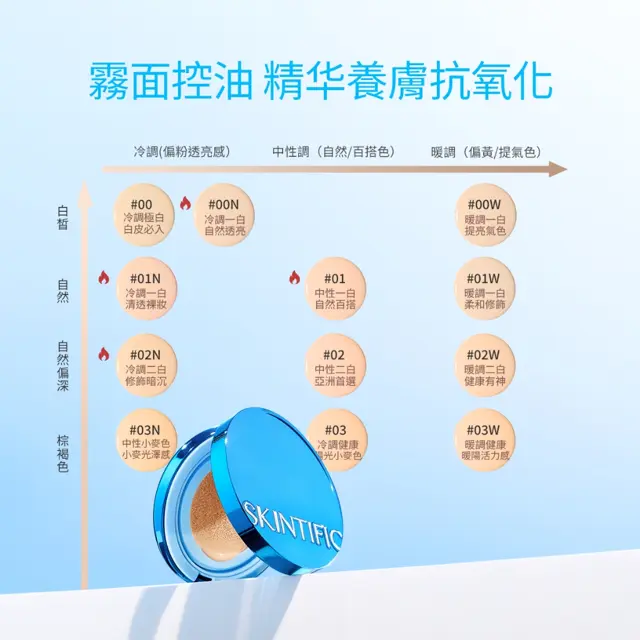 霧面控油 精华養膚抗氧化
冷調(偏粉透亮感)
中性調（自然/百搭色）
暖調（偏黃/提氣色）
白皙
#00
冷調極白
白皮必入
#00N
冷調一白
自然透亮
#00W
暖調一白
提亮氣色
自然
#01N
冷調一白
清透裸妝
#01
中性一白
自然百搭
#01W
暖調一白
柔和修飾
自然偏深
#02N
冷調二白
修飾暗沉
#02
中性二白
亞洲首選
#02W
暖調二白
健康有神
棕褐色
#03N
中性小麥色
小麥光澤感
#03
冷調健康
陽光小麥色
#03W
暖調健康
暖陽活力感
SKINTIFIC